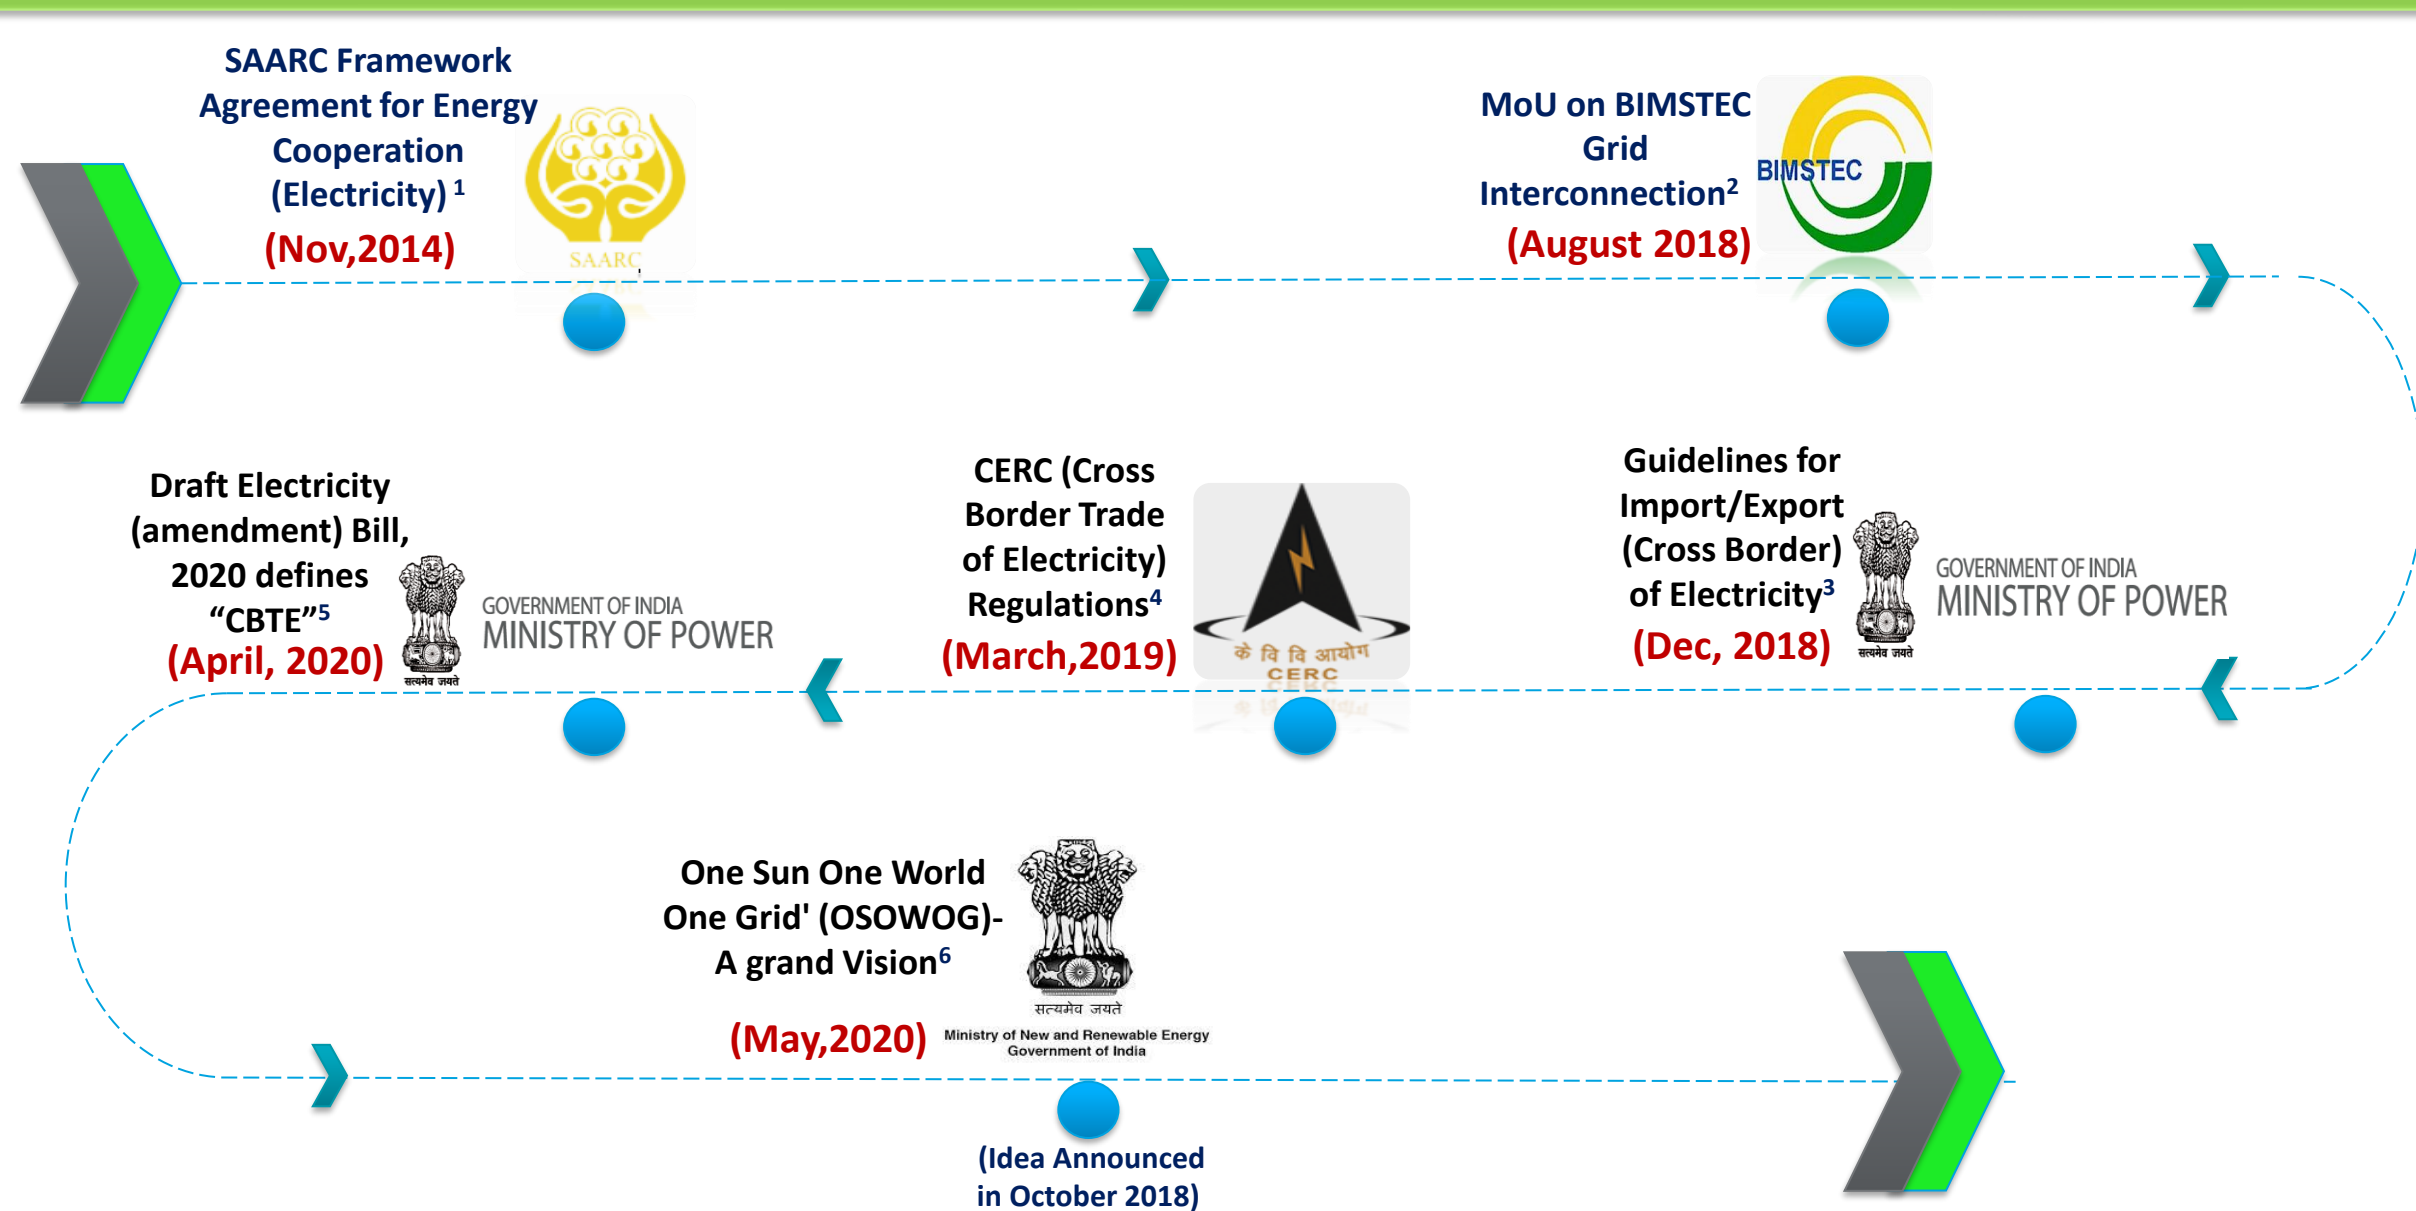 SAARC Framework
Agreement for Energy
Cooperation
(Electricity) 1
(Nov,2014)
SAARC
MoU on BIMSTEC
Grid
Interconnection2
(August 2018)
BIMSTEC
Guidelines for
Import/Export
(Cross Border)
of Electricity3
(Dec, 2018)
सत्यमेव जयते
GOVERNMENT OF INDIA
MINISTRY OF POWER
CERC (Cross
Border Trade
of Electricity)
Regulations4
(March,2019)
के वि वि आयोग
CERC
Draft Electricity
(amendment) Bill,
2020 defines
“CBTE”5
(April, 2020)
सत्यमेव जयते
GOVERNMENT OF INDIA
MINISTRY OF POWER
One Sun One World
One Grid' (OSOWOG)-
A grand Vision6
(May,2020)
सत्यमेव जयते
Ministry of New and Renewable Energy
Government of India
(Idea Announced
in October 2018)